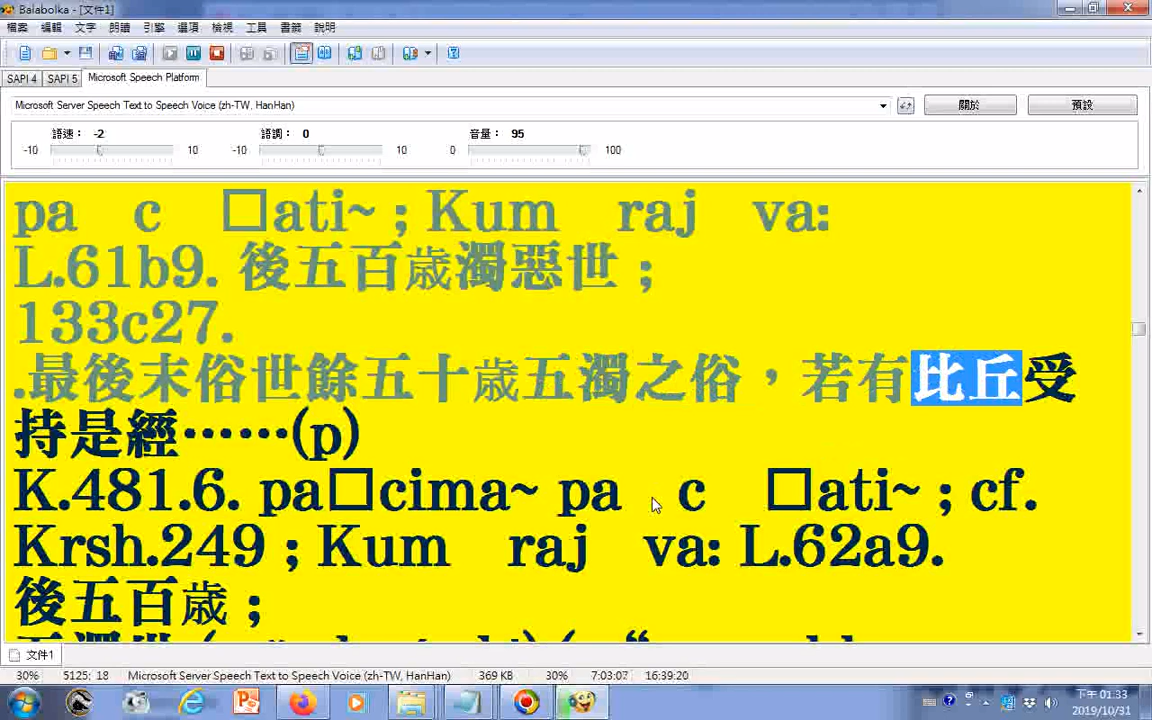 Balabolka - [文件1]
檔案 編輯 文字 朗讀 引擎 選項 檢視 工具 書籤 說明
SAPI 4 SAPI 5 Microsoft Speech Platform
Microsoft Server Speech Text to Speech Voice (zh-TW, HanHan) 關於 預設
語速： -2 語調： 0 音量： 95
-10 10 -10 10 0 100
pa c □ati~ ; Kum raj va:
L.61b9. 後五百歳濁惡世；
133c27.
.最後末俗世餘五十歳五濁之俗，若有比丘受
持是經……(p)
K.481.6. pa□cima~ pa c □ati~ ; cf.
Krsh.249 ; Kum raj va: L.62a9.
後五百歳；
文件1
30% 5125: 18 Microsoft Server Speech Text to Speech Voice (zh-TW, HanHan) 369 KB 30% 7:03:07 16:39:20
下午 01:33
2019/10/31